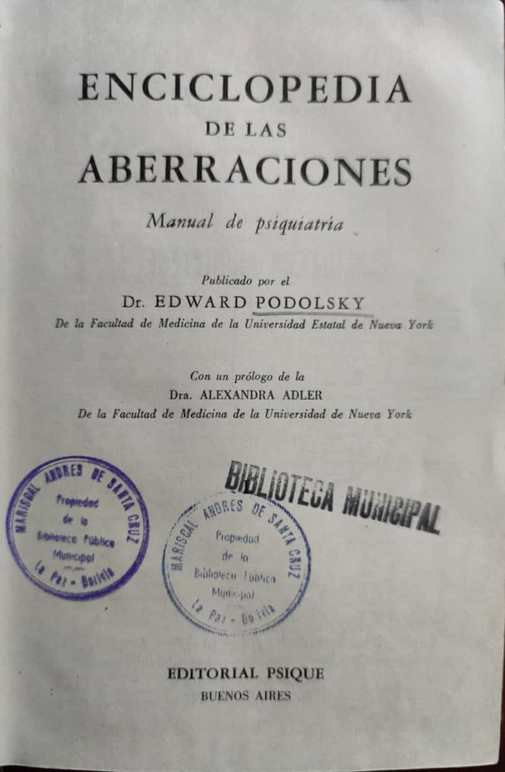 ENCICLOPEDIA
DE LAS
ABERRACIONES
Manual de psiquiatría
Publicado por el
Dr. EDWARD PODOLSKY
De la Facultad de Medicina de la Universidad Estatal de Nueva York
Con un prólogo de la
Dra. ALEXANDRA ADLER
De la Facultad de Medicina de la Universidad de Nueva York
MARISCAL ANDRES DE SANTA CRUZ
Propiedad
de la
Biblioteca Pública
Municipal
La Paz - Bolivia
BIBLIOTECA MUNICIPAL
MARISCAL ANDRES DE SANTA CRUZ
Propiedad
de la
Biblioteca Pública
Municipal
La Paz - Bolivia
EDITORIAL PSIQUE
BUENOS AIRES